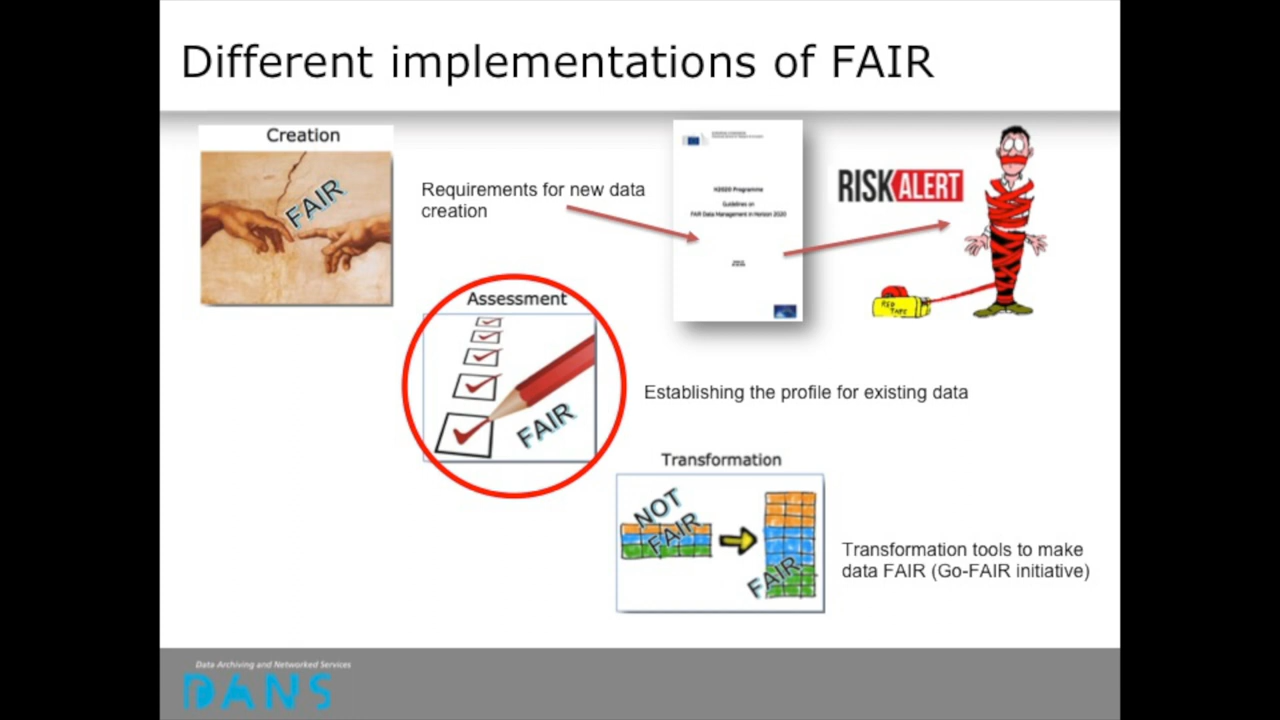 Different implementations of FAIR
Creation
FAIR
Requirements for new data
creation
H2020 Programme
Guidelines on
FAIR Data Management in Horizon 2020
RISK ALERT
RED
TAPE
Assessment
FAIR
Establishing the profile for existing data
Transformation
NOT
FAIR
FAIR
Transformation tools to make
data FAIR (Go-FAIR initiative)
Data Archiving and Networked Services
DANS